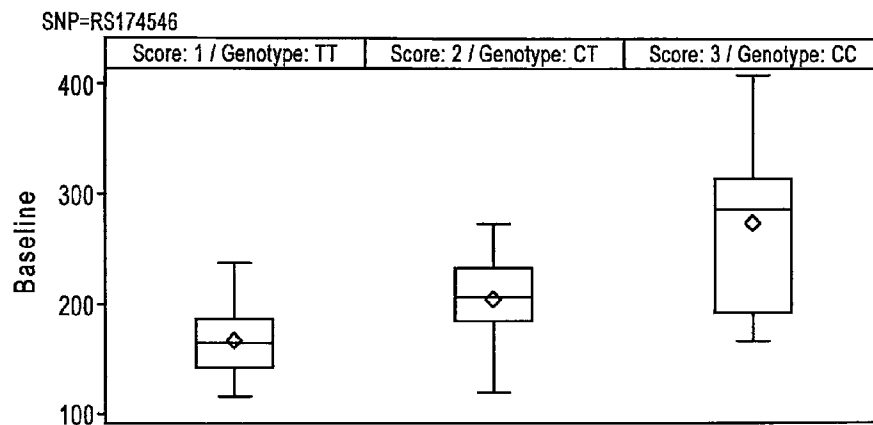 SNP=RS174546
Score: 1 / Genotype: TT
Score: 2 / Genotype: CT
Score: 3 / Genotype: CC
400
300
200
100
Baseline